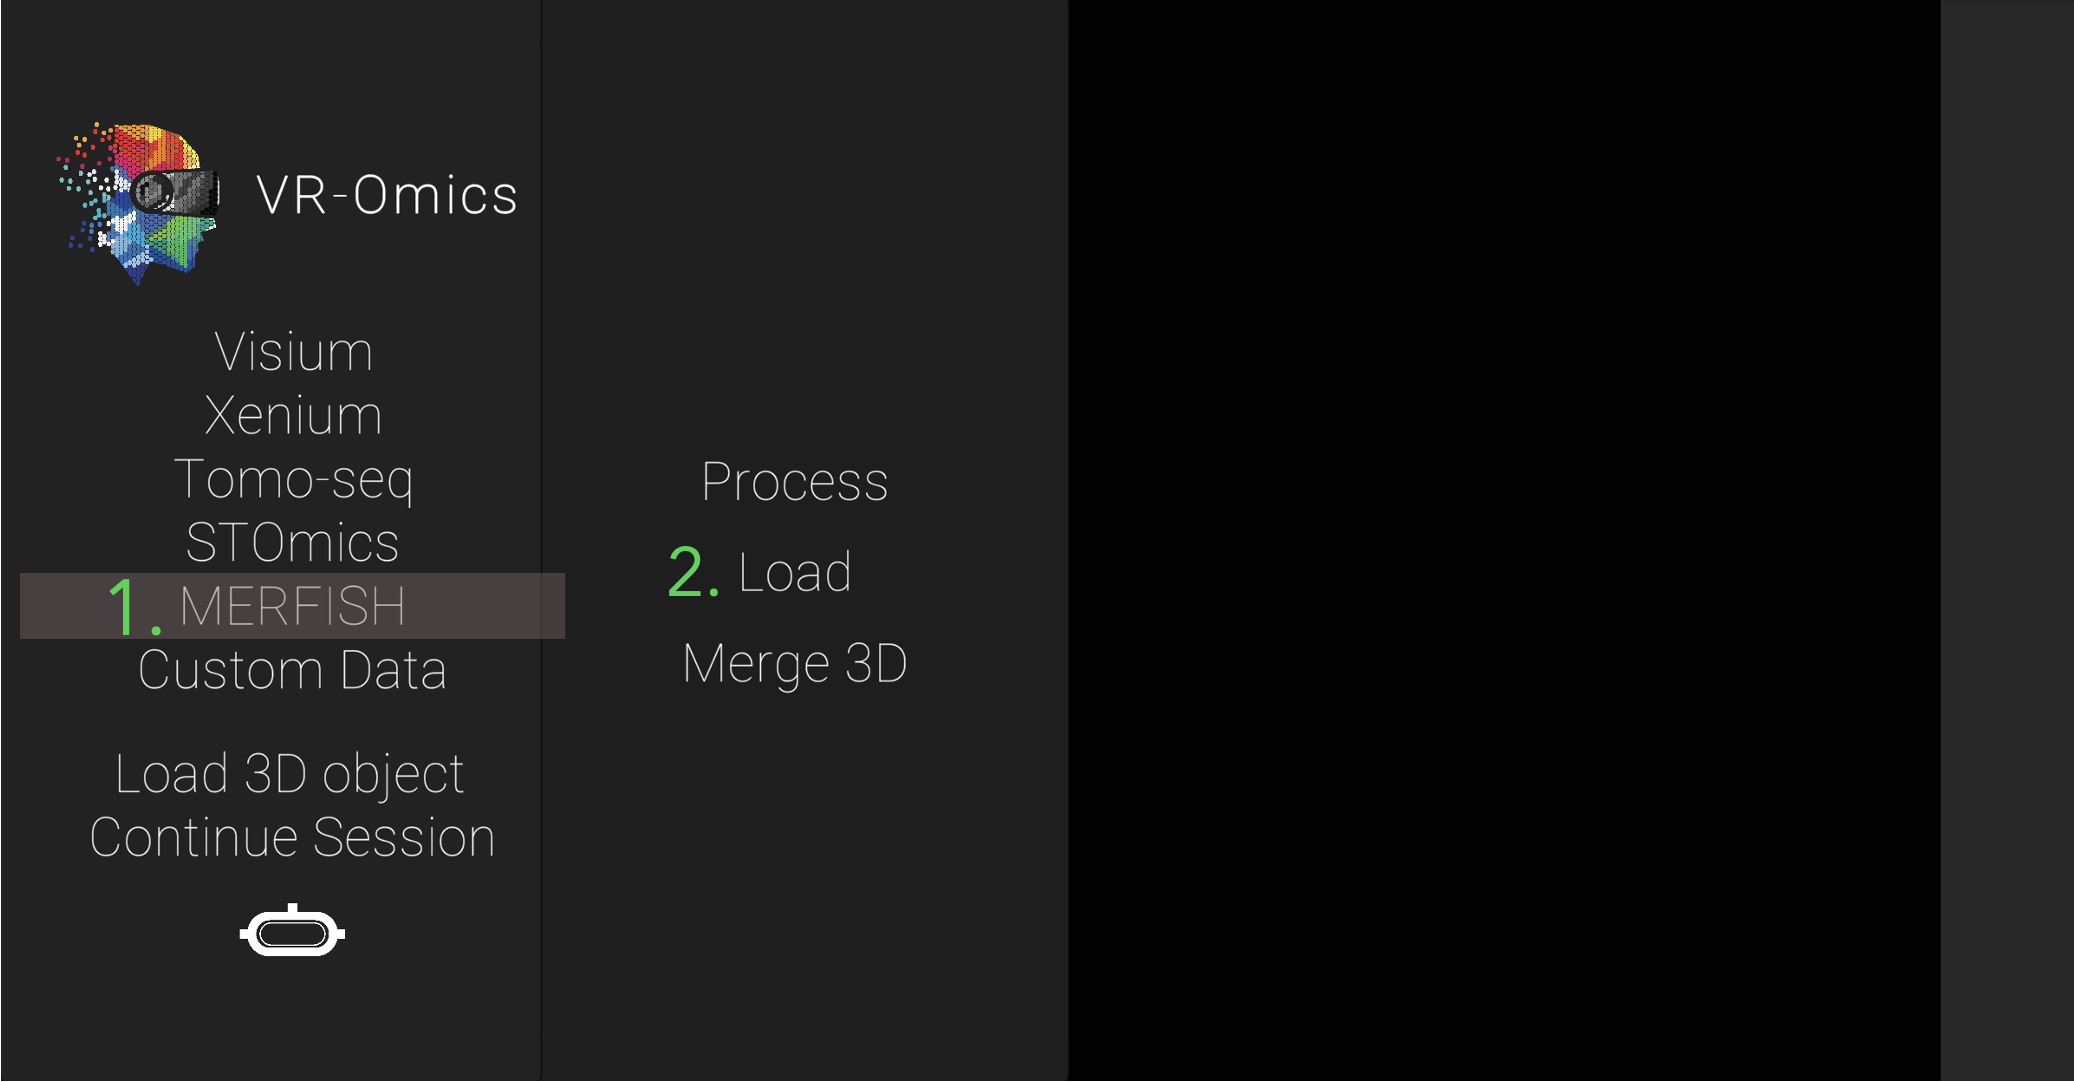 VR-Omics
Visium
Xenium
Tomo-seq
STOmics
1. MERFISH
Custom Data
Load 3D object
Continue Session
Process
2. Load
Merge 3D